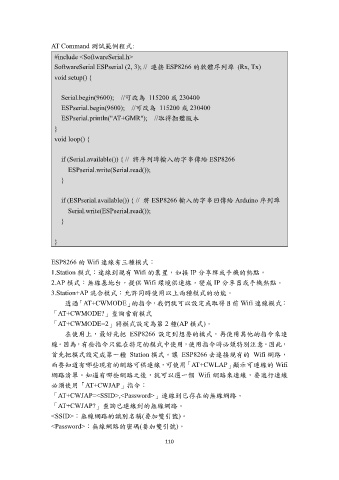 AT Command 測試範例程式:
#include <SoftwareSerial.h>
SoftwareSerial ESPserial (2, 3); // 連接 ESP8266 的軟體序列埠 (Rx, Tx)
void setup() {
Serial.begin(9600); //可改為 115200 或 230400
ESPserial.begin(9600); //可改為 115200 或 230400
ESPserial.println("AT+GMR"); //取得韌體版本
}
void loop() {
if (Serial.available()) { // 將序列埠輸入的字串傳給 ESP8266
ESPserial.write(Serial.read());
}
if (ESPserial.available()) { // 將 ESP8266 輸入的字串回傳給 Arduino 序列埠
Serial.write(ESPserial.read());
}
}
ESP8266 的 Wifi 連線有三種模式：
1.Station 模式：連線到現有 Wifi 的裝置，如接 IP 分享器或手機的熱點。
2.AP 模式：無線基地台，提供 Wifi 環境供連線，變成 IP 分享器或手機熱點。
3.Station+AP 混合模式：允許同時使用以上兩種模式的功能。
透過「AT+CWMODE」的指令，我們就可以設定或取得目前 Wifi 連線模式：
「AT+CWMODE?」查詢當前模式
「AT+CWMODE=2」將模式設定為第 2 種(AP 模式)。
在使用上，最好先把 ESP8266 設定到想要的模式，再使用其他的指令來連
線。因為，有些指令只能在特定的模式中使用，使用指令時必須特別注意。因此，
首先把模式設定成第一種 Station 模式，讓 ESP8266 去連接現有的 Wifi 網路，
而要知道有哪些現有的網路可供連線，可使用「AT+CWLAP」顯示可連線的 Wifi
網路清單。知道有哪些網路之後，就可以選一個 Wifi 網路來連線，要進行連線
必須使用「AT+CWJAP」指令：
「AT+CWJAP=<SSID>,<Password>」連線到已存在的無線網路。
「AT+CWJAP?」查詢已連線到的無線網路。
<SSID>：無線網路的識別名稱(要加雙引號)。
<Password>：無線網路的密碼(要加雙引號)。
110